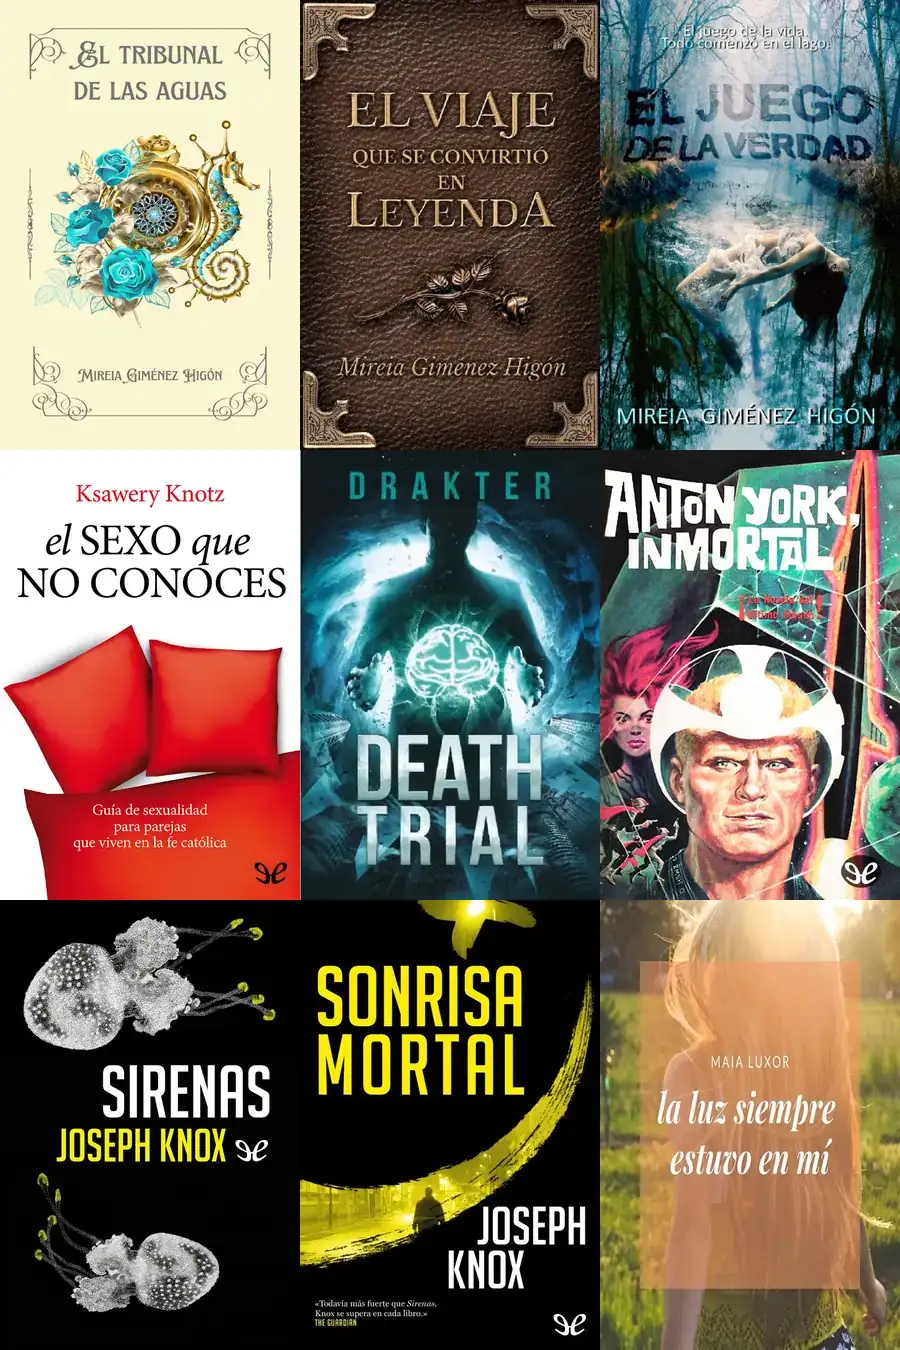 EL TRIBUNAL
DE LAS AGUAS
MIREIA GIMÉNEZ HIGÓN
EL VIAJE
QUE SE CONVIRTIÓ
EN
LEYENDA
Mireia Giménez Higón
El juego de la vida.
Todo comenzó en el lago.
EL JUEGO
DE LA VERDAD
MIREIA GIMÉNEZ HIGÓN
Ksawery Knotz
el SEXO que
NO CONOCES
Guía de sexualidad
para parejas
que viven en la fe católica
DRAKTER
DEATH
TRIAL
ANTON YORK,
INMORTAL
SIRENAS
JOSEPH KNOX
SONRISA
MORTAL
JOSEPH
KNOX
«Todavía más fuerte que Sirenas.
Knox se supera en cada libro.»
THE GUARDIAN
MAIA LUXOR
la luz siempre
estuvo en mí